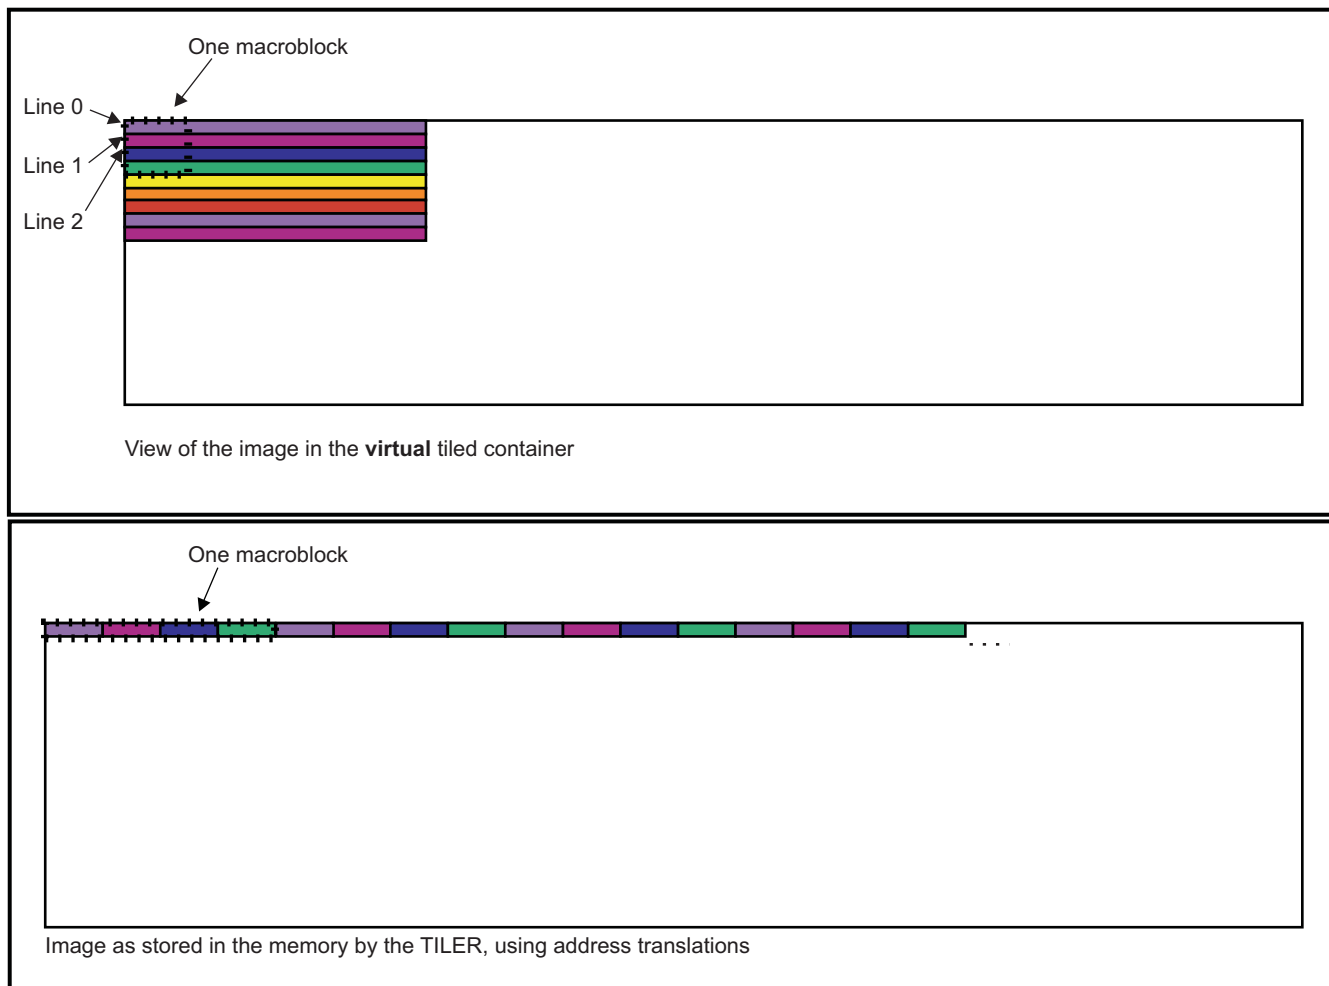 One macroblock
Line 0
Line 1
Line 2
View of the image in the virtual tiled container
One macroblock
Image as stored in the memory by the TILER, using address translations